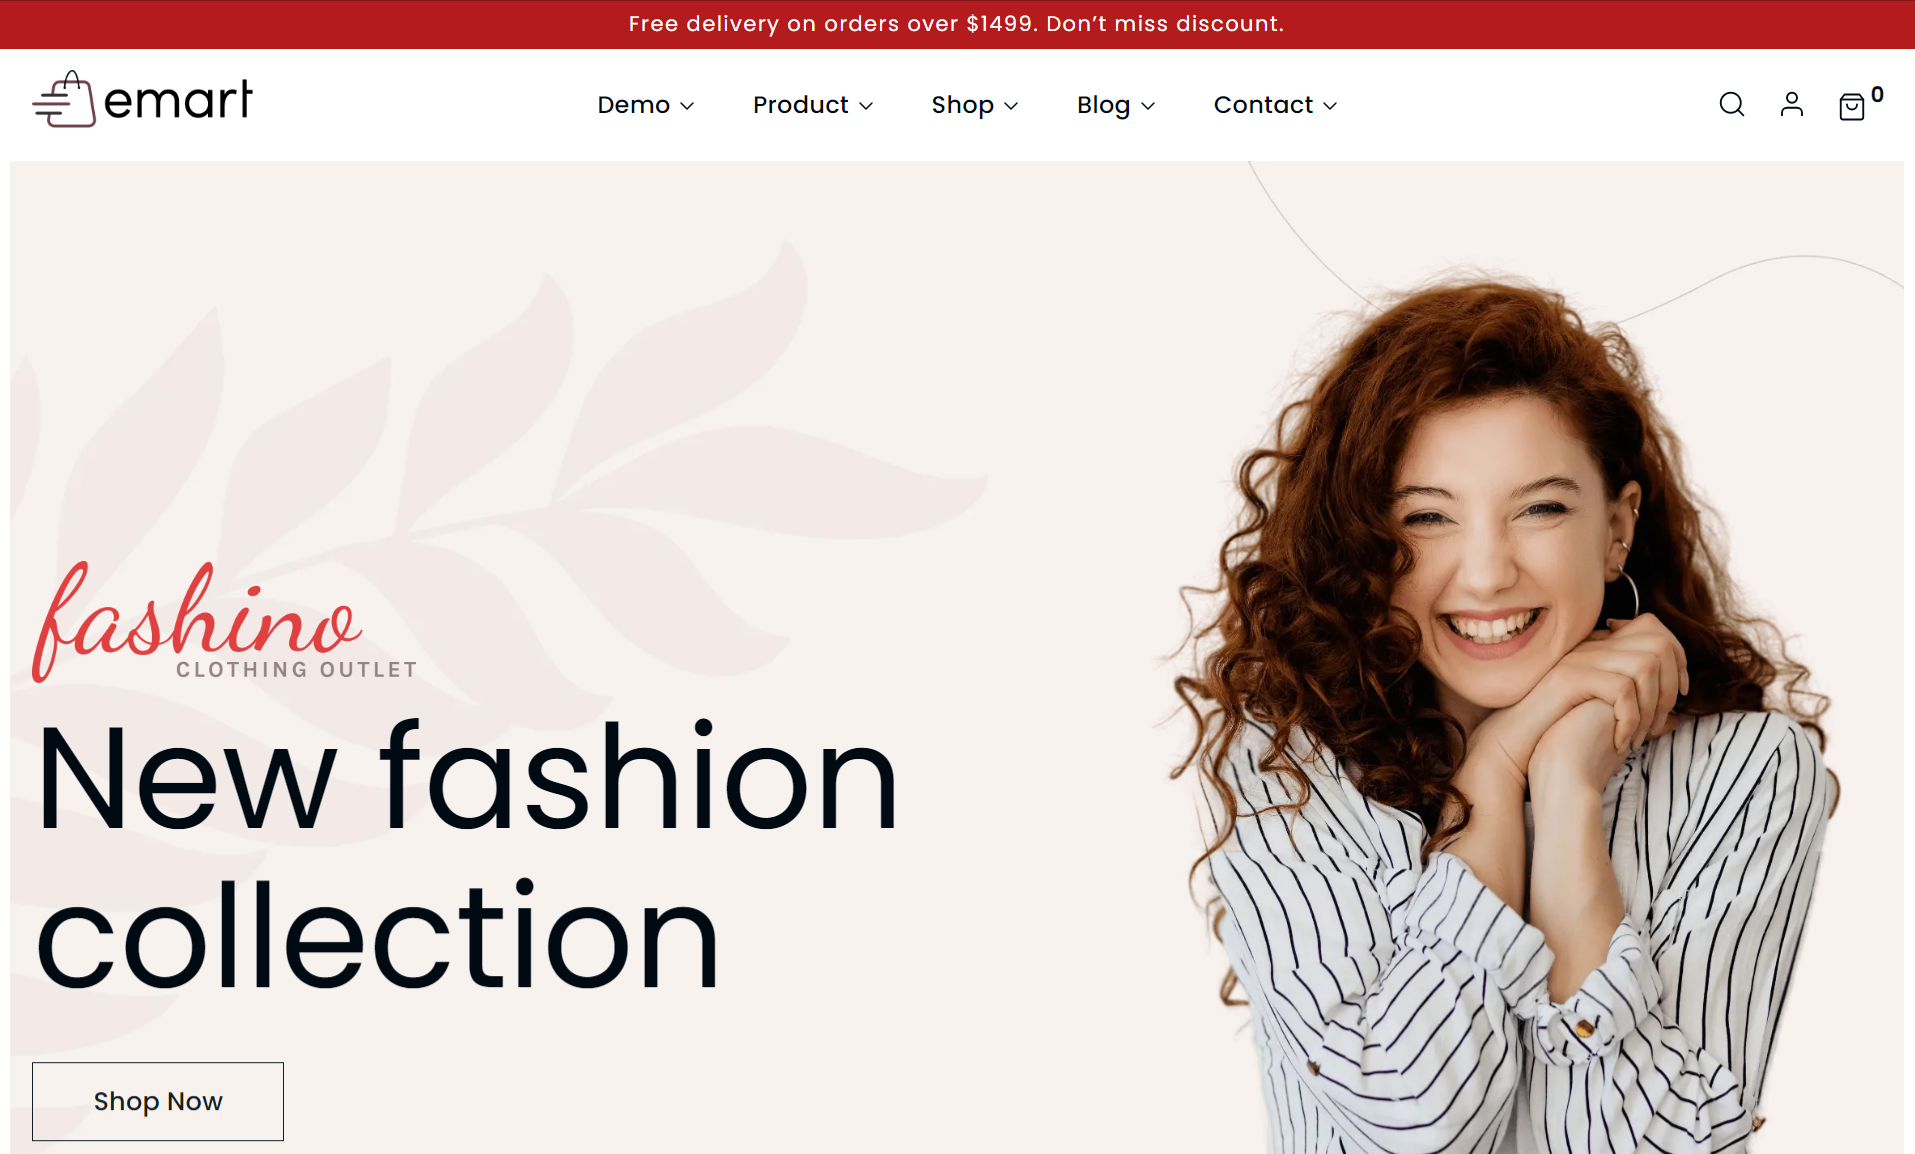 Free delivery on orders over $1499. Don’t miss discount.
emart
Demo
Product
Shop
Blog
Contact
0
fashino
CLOTHING OUTLET
New fashion
collection
Shop Now